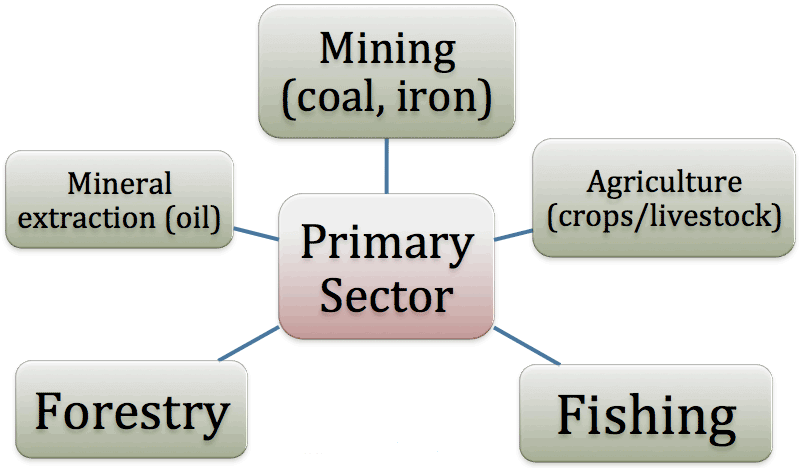 Mining
(coal, iron)
Mineral
extraction (oil)
Agriculture
(crops/livestock)
Primary
Sector
Forestry
Fishing